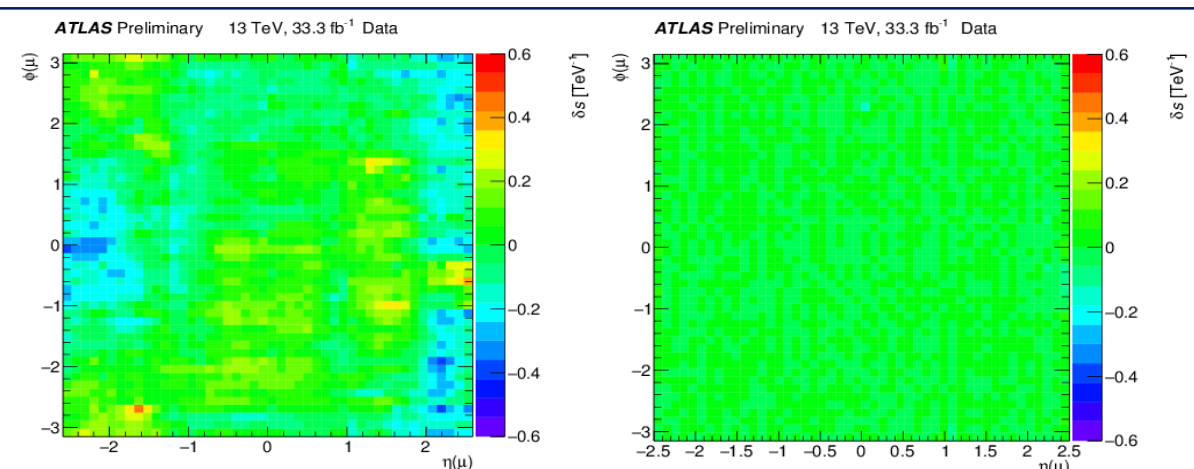 ATLAS Preliminary 13 TeV, 33.3 fb⁻¹ Data
ϕ(μ)
3
2
1
0
−1
−2
−3
−2 −1 0 1 2
η(μ)
0.6
0.4
0.2
0
−0.2
−0.4
−0.6
δs [TeV⁻¹]
ATLAS Preliminary 13 TeV, 33.3 fb⁻¹ Data
ϕ(μ)
3
2
1
0
−1
−2
−3
−2.5 −2 −1.5 −1 −0.5 0 0.5 1 1.5 2 2.5
η(μ)
0.6
0.4
0.2
0
−0.2
−0.4
−0.6
δs [TeV⁻¹]